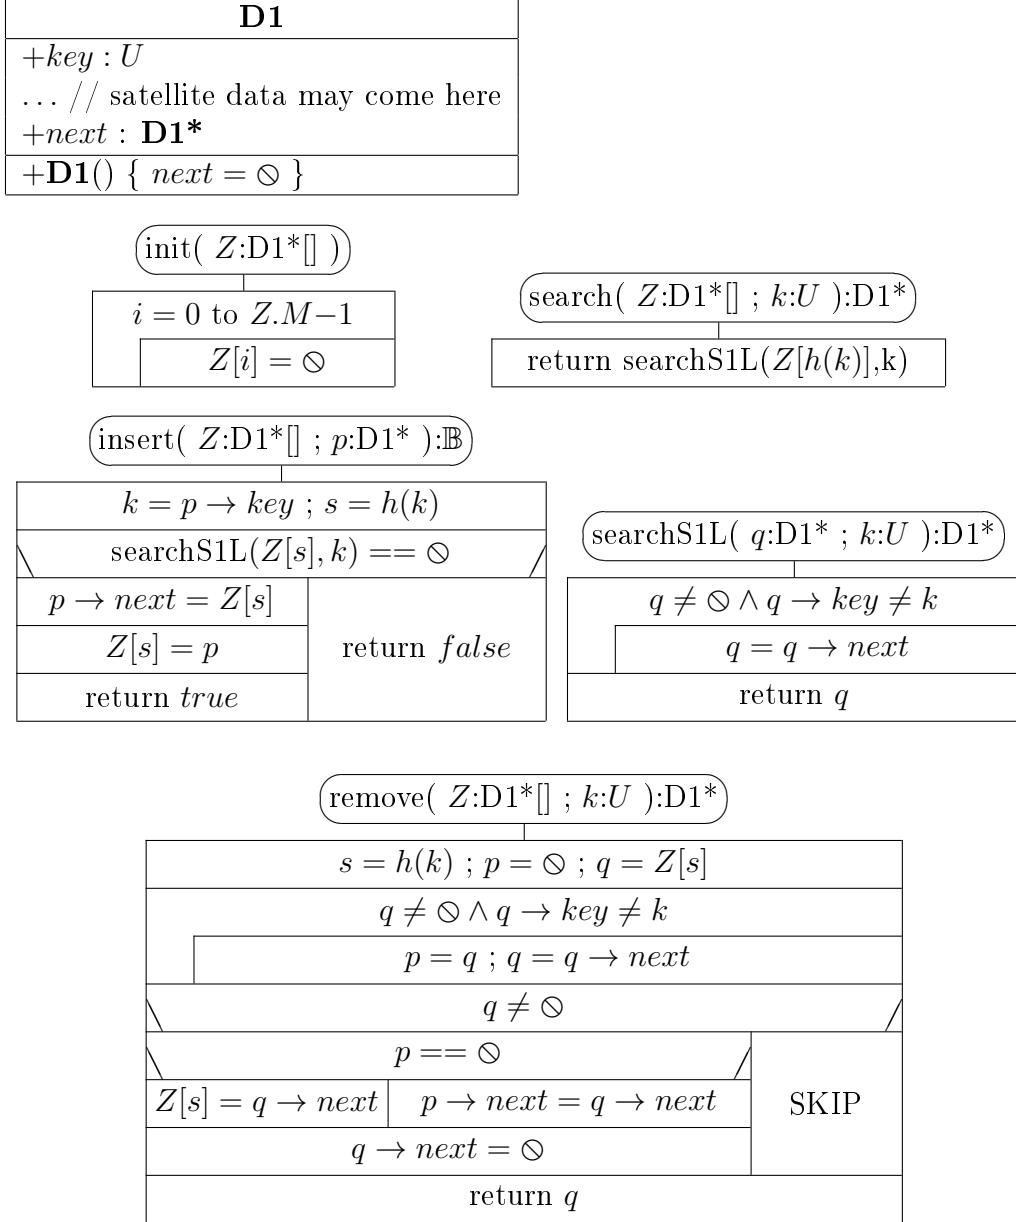 D1
+key : U
... // satellite data may come here
+next : D1*
+D1() { next = ⦸ }
init( Z:D1*[] )
i = 0 to Z.M−1
Z[i] = ⦸
search( Z:D1*[] ; k:U ):D1*
return searchS1L(Z[h(k)],k)
insert( Z:D1*[] ; p:D1* ):𝔹
k = p → key ; s = h(k)
searchS1L(Z[s], k) == ⦸
p → next = Z[s]
Z[s] = p
return true
return false
searchS1L( q:D1* ; k:U ):D1*
q ≠ ⦸ ∧ q → key ≠ k
q = q → next
return q
remove( Z:D1*[] ; k:U ):D1*
s = h(k) ; p = ⦸ ; q = Z[s]
q ≠ ⦸ ∧ q → key ≠ k
p = q ; q = q → next
q ≠ ⦸
p == ⦸
Z[s] = q → next
p → next = q → next
q → next = ⦸
SKIP
return q